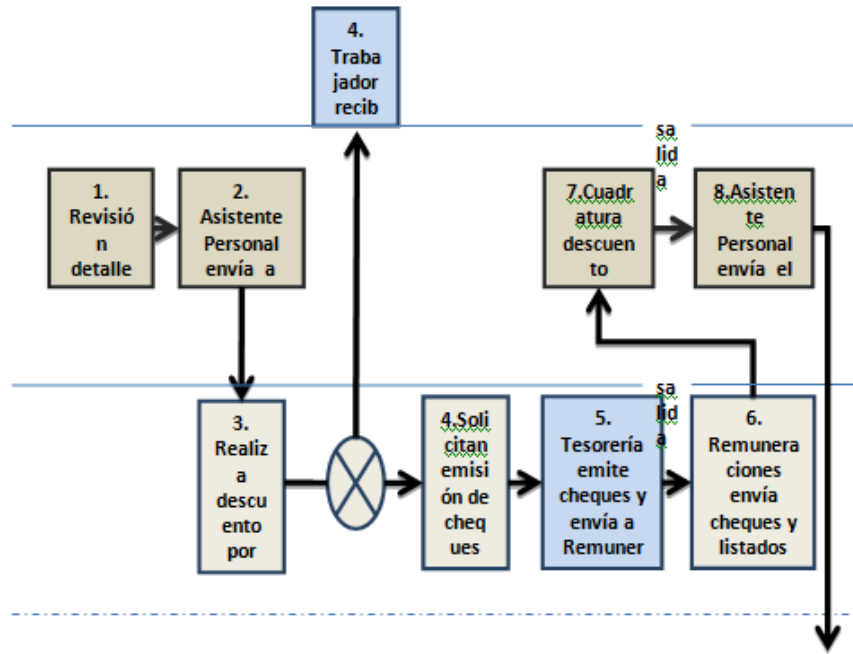 4.
Traba
jador
recib
sa
lid
a
1.
Revisió
n
detalle
2.
Asistente
Personal
envía a
7.Cuadr
atura
descuento
8.Asisten
te
Personal
envía el
sa
lid
a
3.
Realiz
a
descu
ento
por
4.Soli
citan
emisi
ón de
cheq
ues
5.
Tesorería
emite
cheques y
envía a
Remuner
6.
Remunera
ciones
envía
cheques y
listados